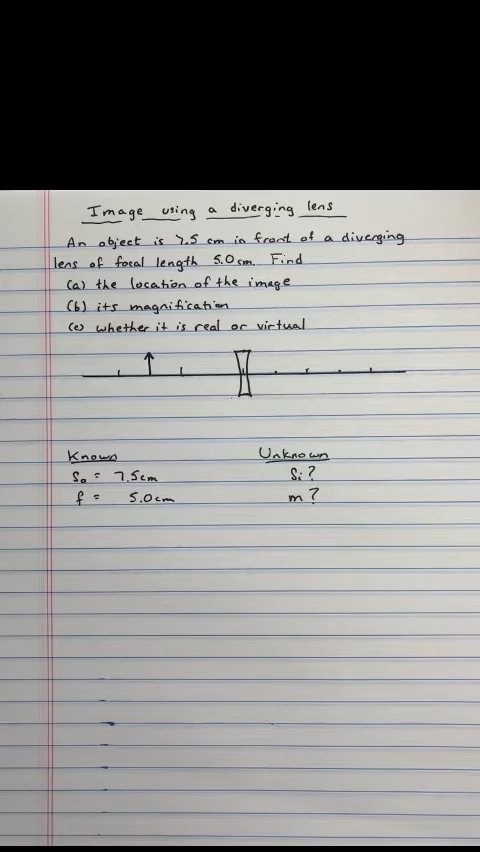 Image using a diverging lens
An object is 7.5 cm in front of a diverging
lens of focal length 5.0 cm. Find
(a) the location of the image
(b) its magnification
(c) whether it is real or virtual
Known Unknown
So = 7.5cm Si?
f = 5.0cm m?